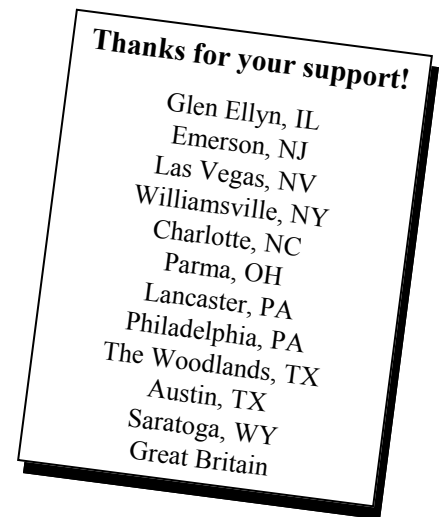 Thanks for your support!
Glen Ellyn, IL
Emerson, NJ
Las Vegas, NV
Williamsville, NY
Charlotte, NC
Parma, OH
Lancaster, PA
Philadelphia, PA
The Woodlands, TX
Austin, TX
Saratoga, WY
Great Britain